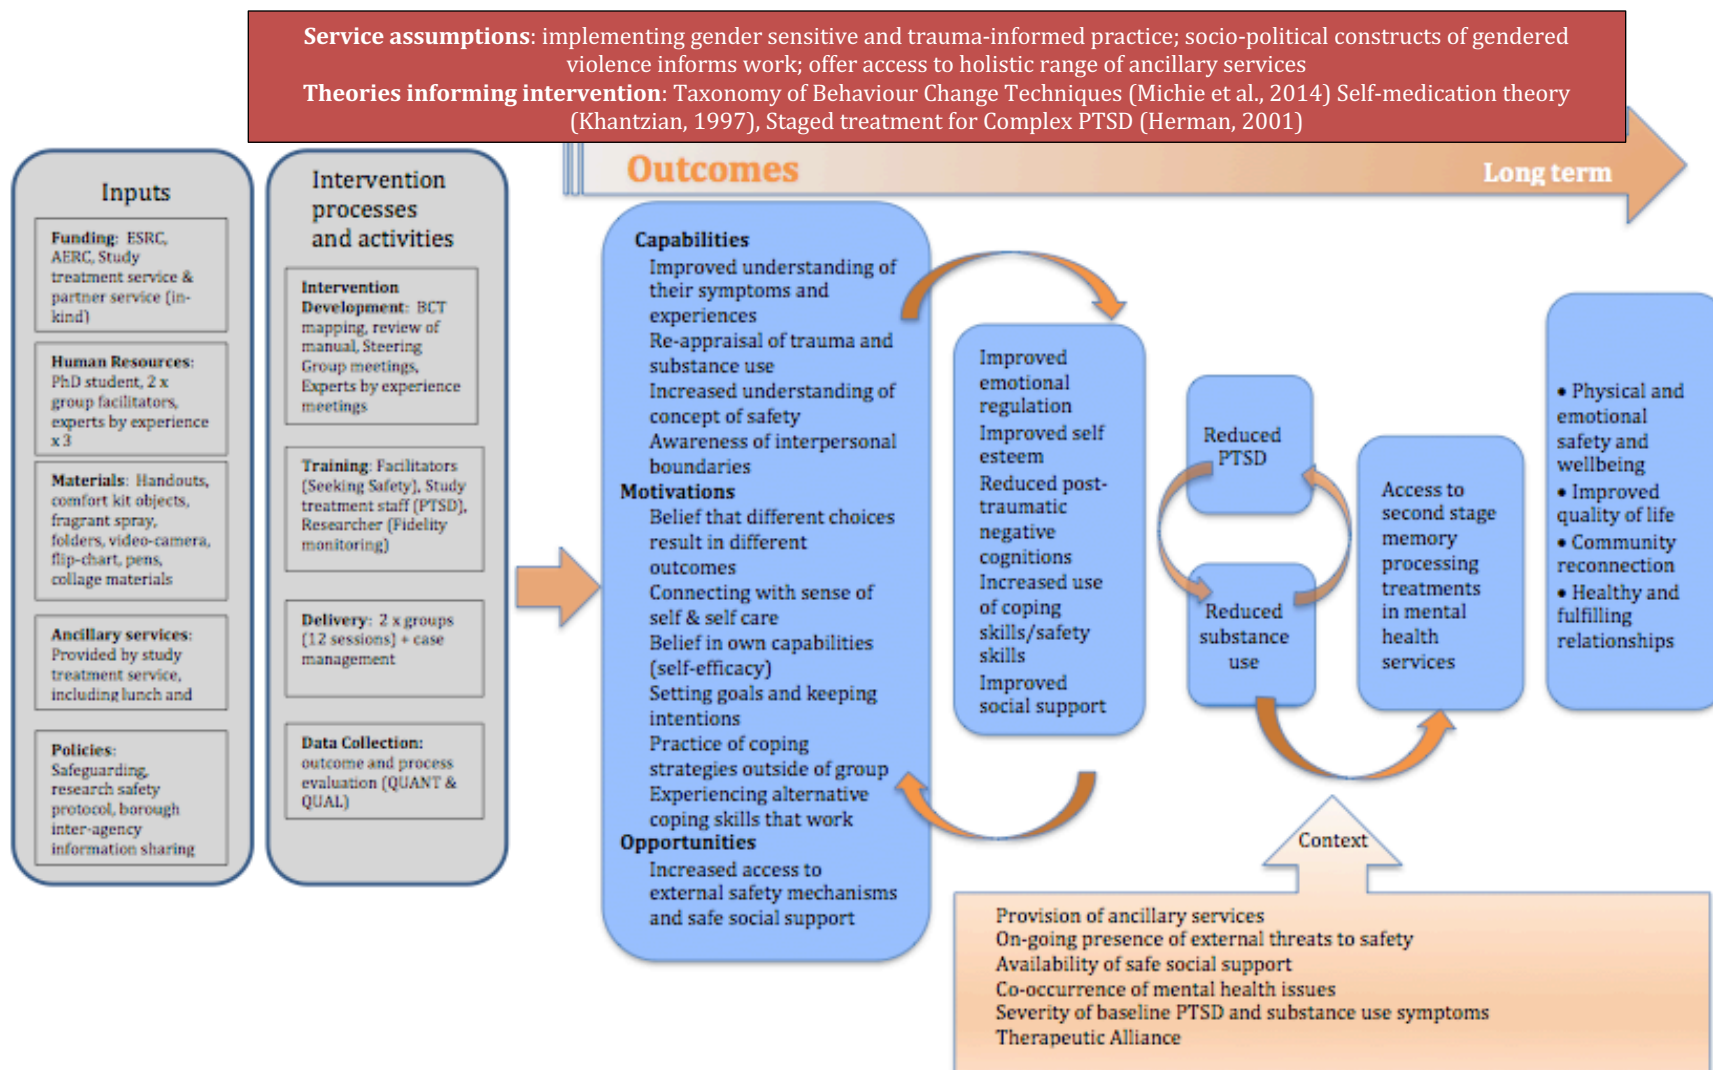 Service assumptions: implementing gender sensitive and trauma-informed practice; socio-political constructs of gendered
violence informs work; offer access to holistic range of ancillary services
Theories informing intervention: Taxonomy of Behaviour Change Techniques (Michie et al., 2014) Self-medication theory
(Khantzian, 1997), Staged treatment for Complex PTSD (Herman, 2001)
Outcomes
Long term
Inputs
Funding: ESRC,
AERC, Study
treatment service &
partner service (in-
kind)
Human Resources:
PhD student, 2 x
group facilitators,
experts by experience
x 3
Materials: Handouts,
comfort kit objects,
fragrant spray,
folders, video-camera,
flip-chart, pens,
collage materials
Ancillary services:
Provided by study
treatment service,
including lunch and
Policies:
Safeguarding,
research safety
protocol, borough
inter-agency
information sharing
Intervention
processes
and activities
Intervention
Development: BCT
mapping, review of
manual, Steering
Group meetings,
Experts by experience
meetings
Training: Facilitators
(Seeking Safety), Study
treatment staff (PTSD),
Researcher (Fidelity
monitoring)
Delivery: 2 x groups
(12 sessions) + case
management
Data Collection:
outcome and process
evaluation (QUANT &
QUAL)
Capabilities
Improved understanding of
their symptoms and
experiences
Re-appraisal of trauma and
substance use
Increased understanding of
concept of safety
Awareness of interpersonal
boundaries
Motivations
Belief that different choices
result in different
outcomes
Connecting with sense of
self & self care
Belief in own capabilities
(self-efficacy)
Setting goals and keeping
intentions
Practice of coping
strategies outside of group
Experiencing alternative
coping skills that work
Opportunities
Increased access to
external safety mechanisms
and safe social support
Improved
emotional
regulation
Improved self
esteem
Reduced post-
traumatic
negative
cognitions
Increased use
of coping
skills/safety
skills
Improved
social support
Reduced
PTSD
Reduced
substance
use
Access to
second stage
memory
processing
treatments
in mental
health
services
• Physical and
emotional
safety and
wellbeing
• Improved
quality of life
• Community
reconnection
• Healthy and
fulfilling
relationships
Context
Provision of ancillary services
On-going presence of external threats to safety
Availability of safe social support
Co-occurrence of mental health issues
Severity of baseline PTSD and substance use symptoms
Therapeutic Alliance